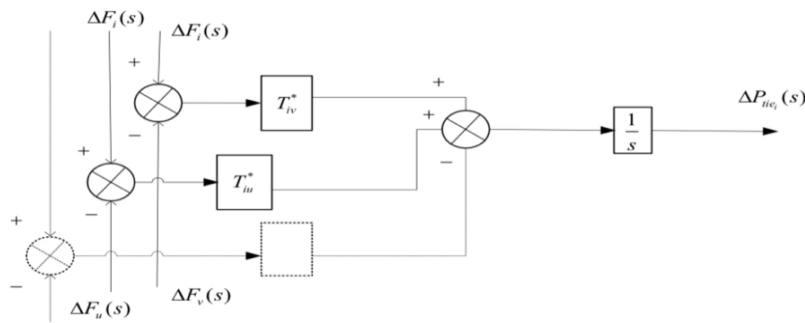 ΔF_i(s)
ΔF_i(s)
+
T*_iv
+
ΔP_tie_i(s)
−
+
1/s
+
T*_iu
−
−
+
−
ΔF_u(s)
ΔF_v(s)